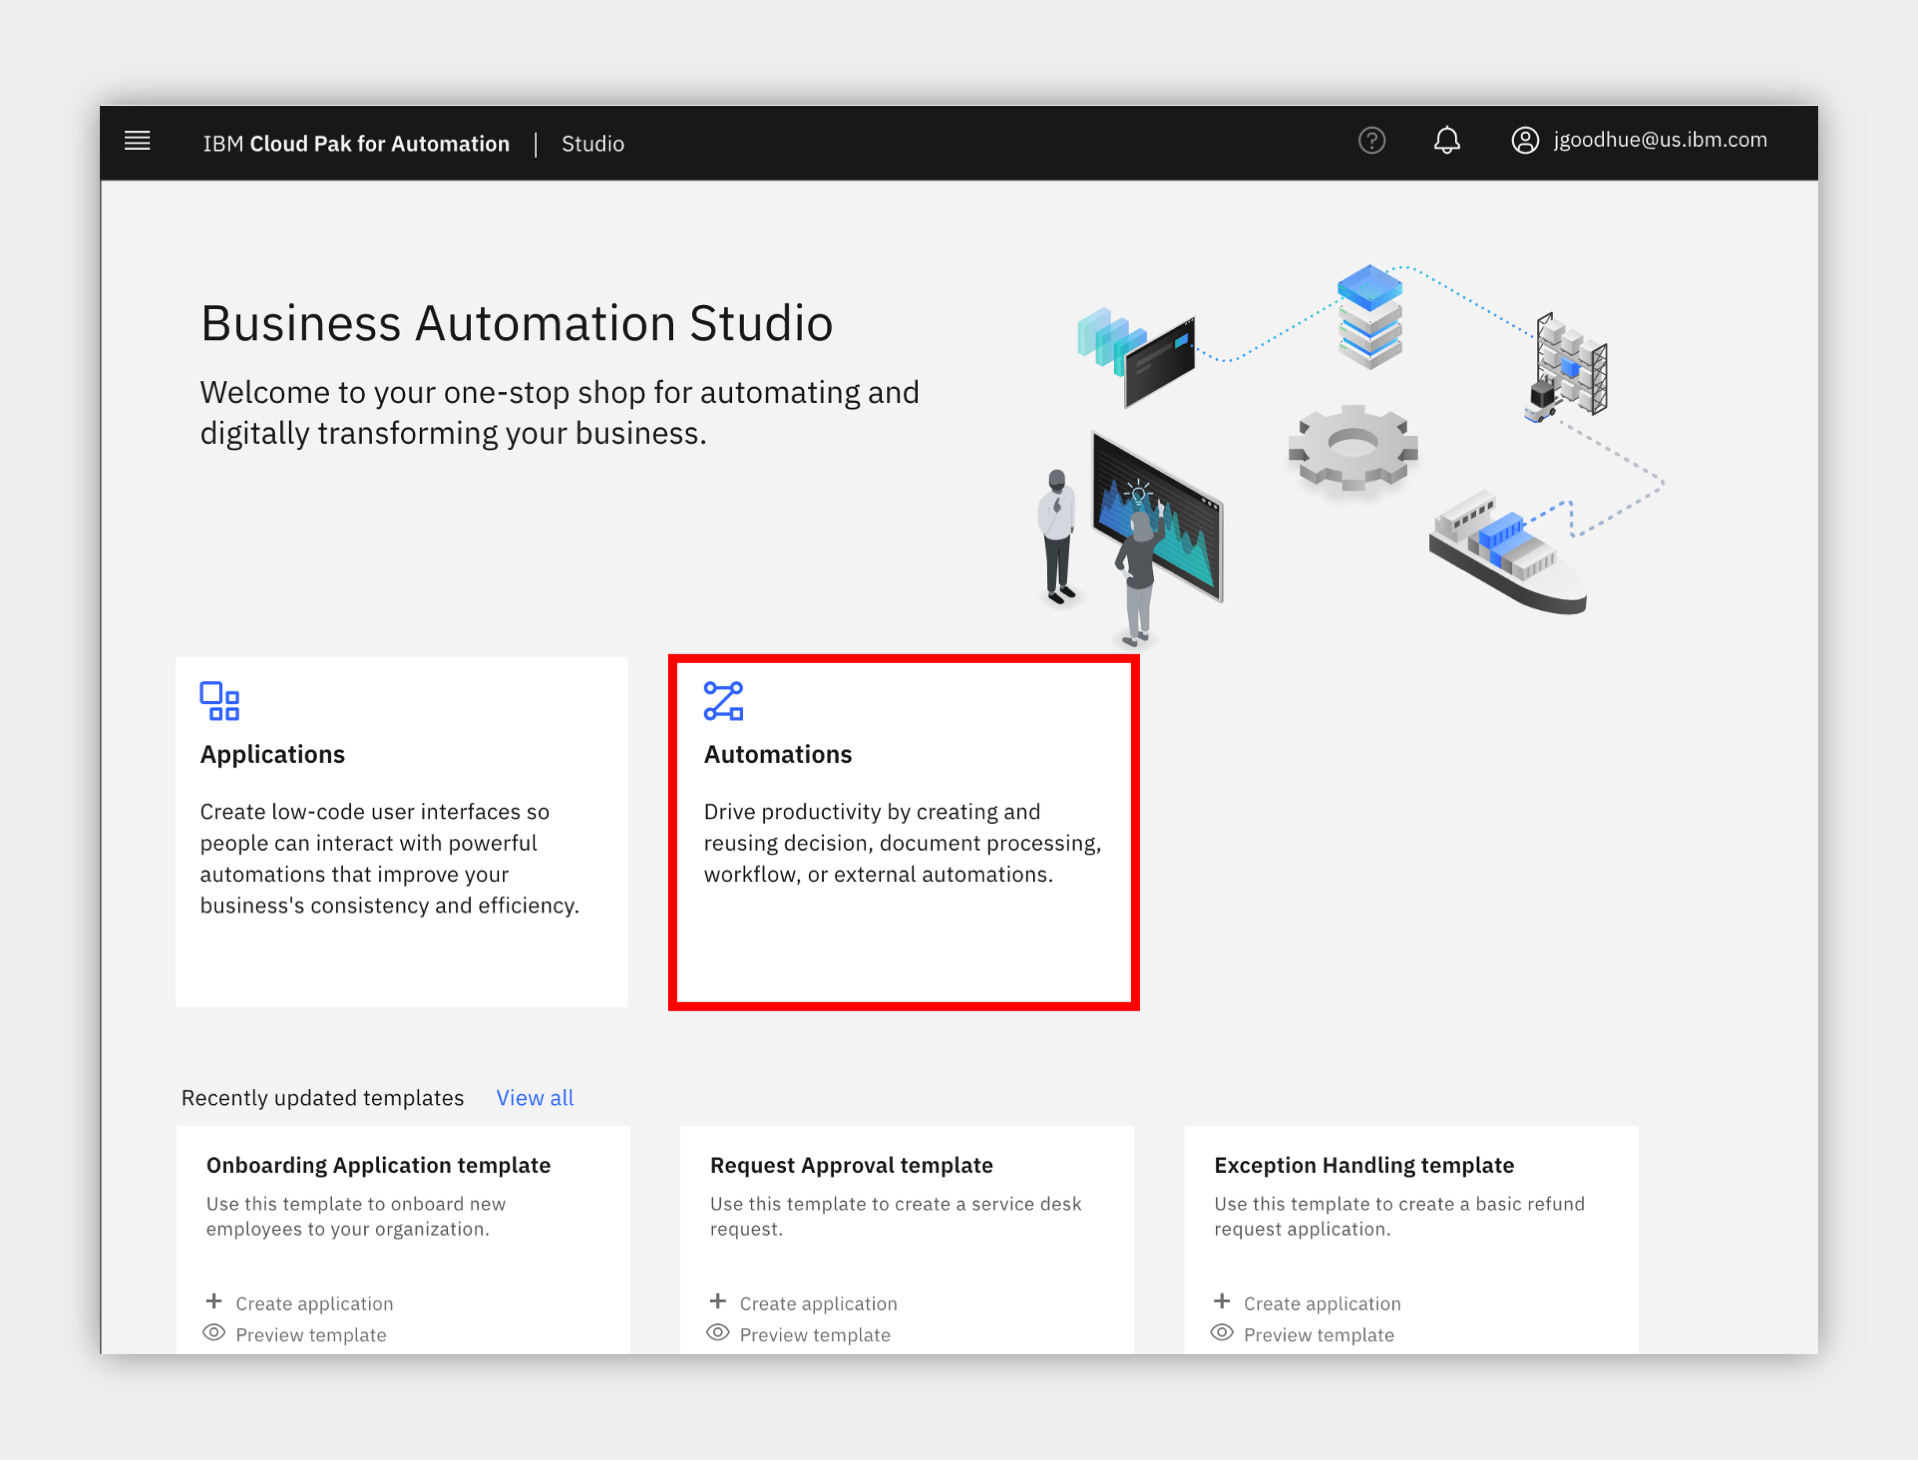 IBM Cloud Pak for Automation | Studio
jgoodhue@us.ibm.com
Business Automation Studio
Welcome to your one-stop shop for automating and
digitally transforming your business.
Applications
Create low-code user interfaces so
people can interact with powerful
automations that improve your
business's consistency and efficiency.
Automations
Drive productivity by creating and
reusing decision, document processing,
workflow, or external automations.
Recently updated templates View all
Onboarding Application template
Use this template to onboard new
employees to your organization.
Create application
Preview template
Request Approval template
Use this template to create a service desk
request.
Create application
Preview template
Exception Handling template
Use this template to create a basic refund
request application.
Create application
Preview template